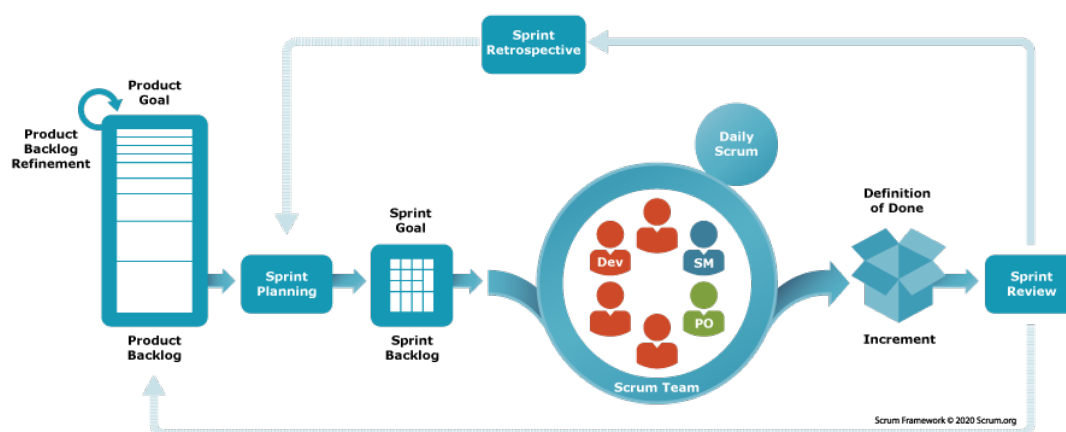 Sprint
Retrospective
Product
Goal
Product
Backlog
Refinement
Daily
Scrum
Definition
of Done
Sprint
Goal
Dev
SM
Sprint
Planning
Sprint
Review
PO
Product
Backlog
Sprint
Backlog
Increment
Scrum Team
Scrum Framework © 2020 Scrum.org